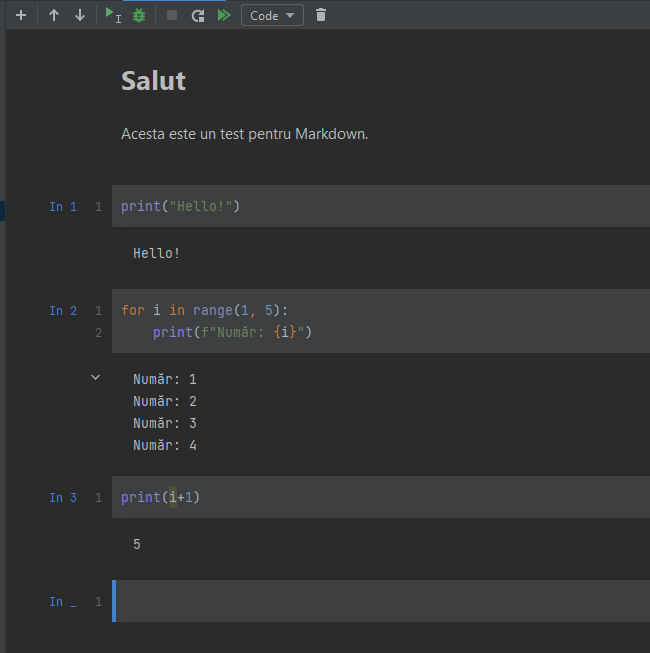 Code
Salut
Acesta este un test pentru Markdown.
In 1 1 print("Hello!")
Hello!
In 2 1 for i in range(1, 5):
2 print(f"Număr: {i}")
Număr: 1
Număr: 2
Număr: 3
Număr: 4
In 3 1 print(i+1)
5
In _ 1